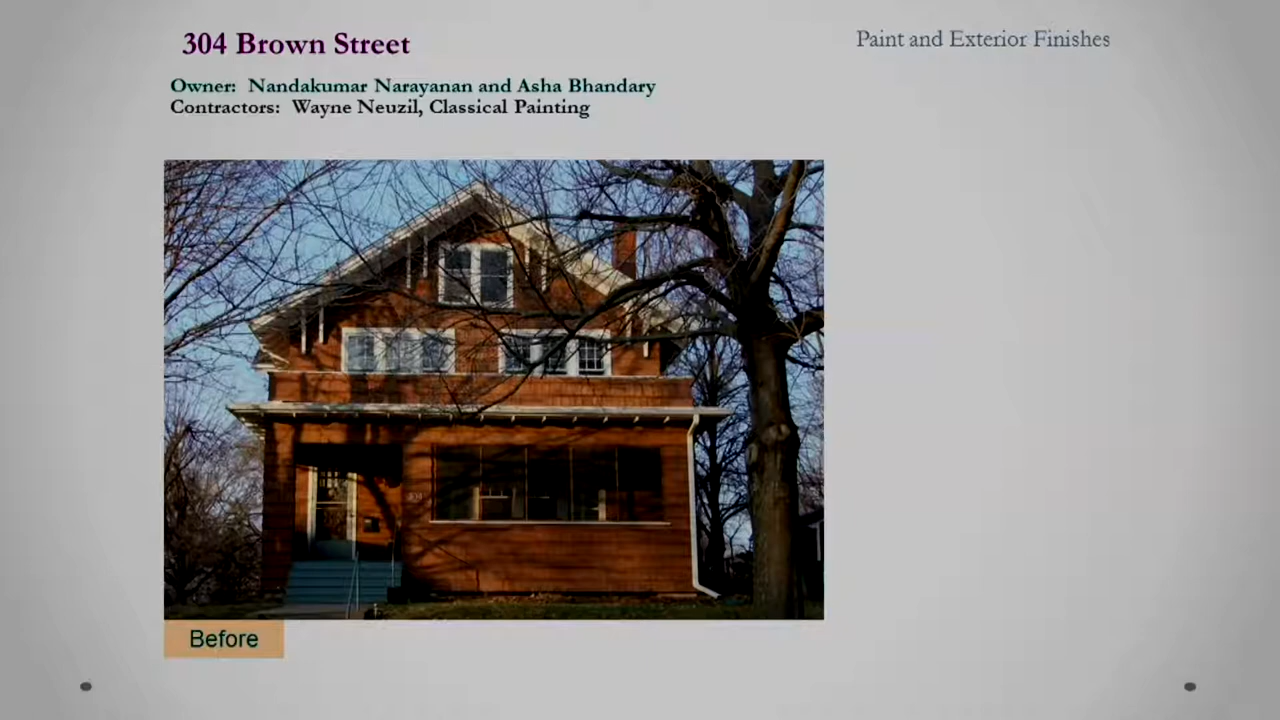 304 Brown Street
Paint and Exterior Finishes
Owner: Nandakumar Narayanan and Asha Bhandary
Contractors: Wayne Neuzil, Classical Painting
304
Before